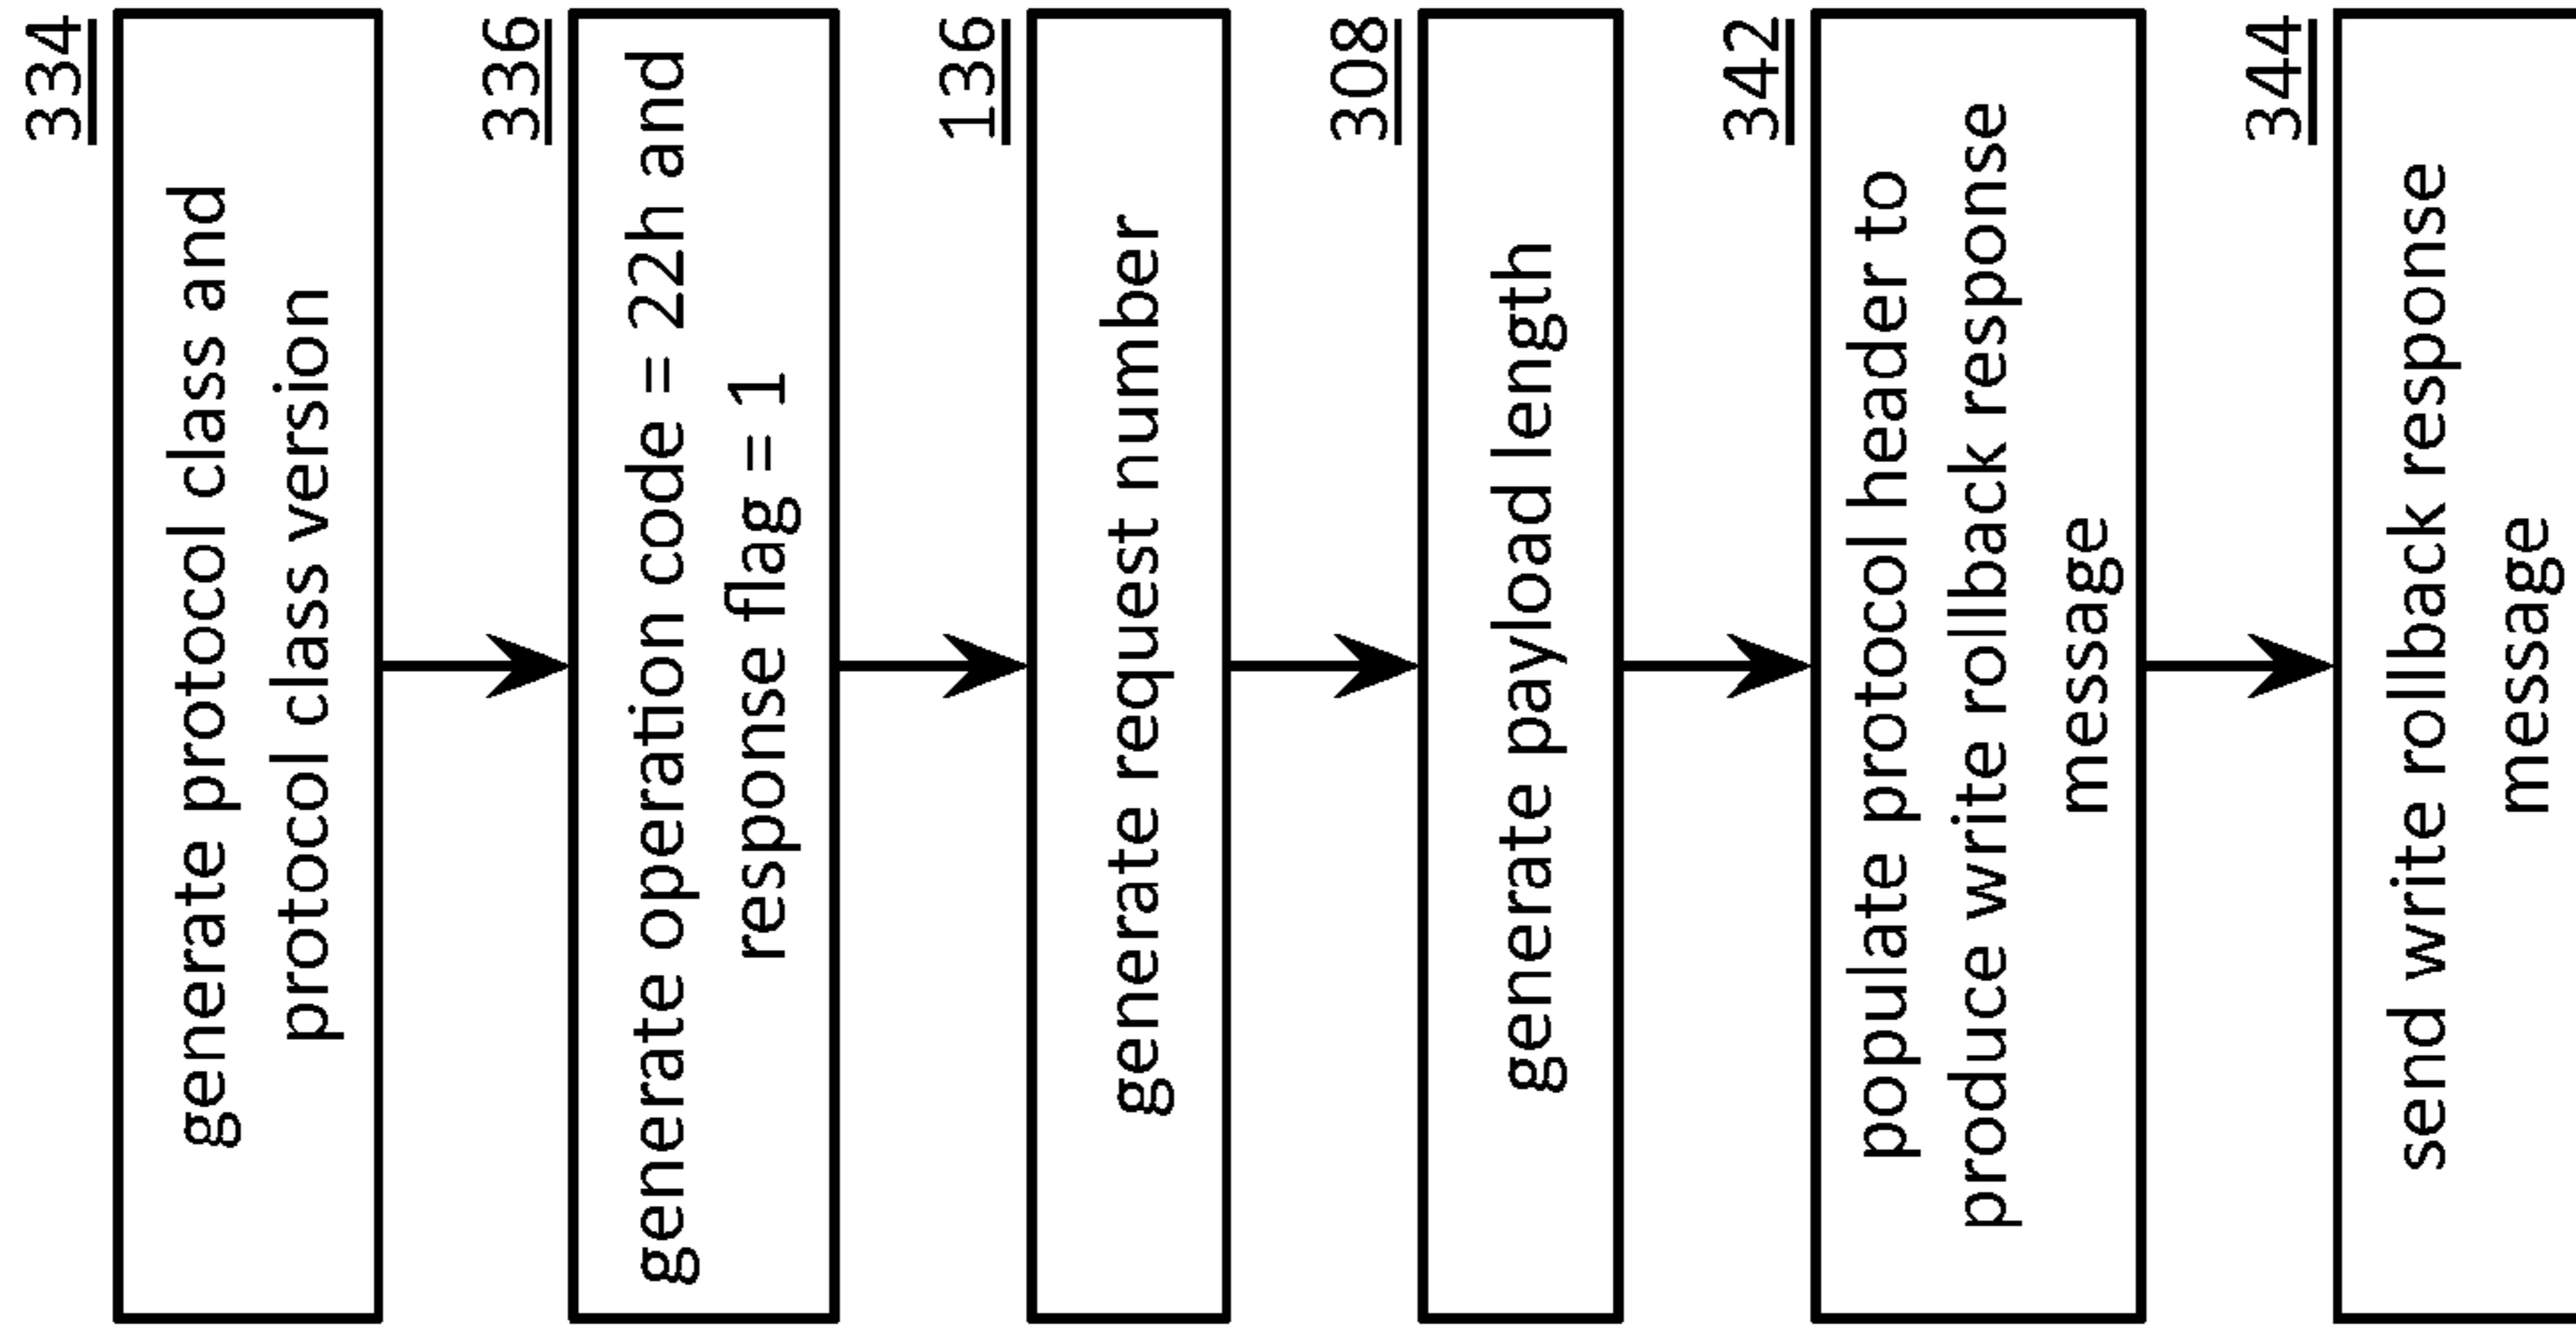 334
generate protocol class and
protocol class version
336
generate operation code = 22h and
response flag = 1
136
generate request number
308
generate payload length
342
populate protocol header to
produce write rollback response
message
344
send write rollback response
message